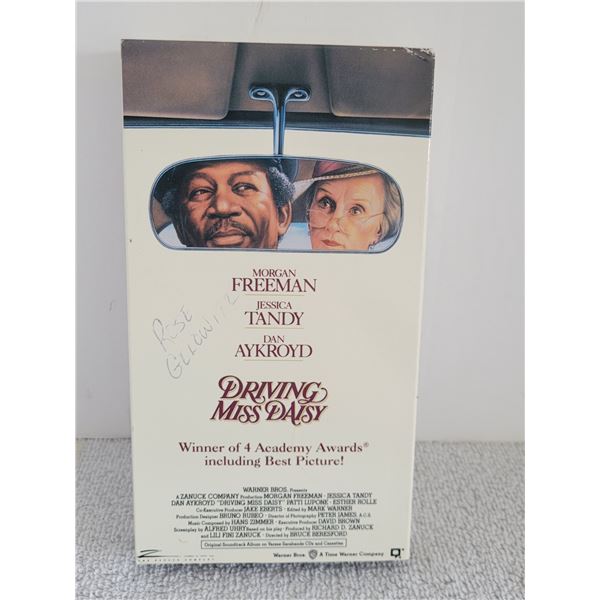 MORGAN
FREEMAN
JESSICA
TANDY
DAN
AYKROYD
ROSE
DRIVING
MISS DAISY
Winner of 4 Academy Awards®
including Best Picture!
WARNER BROS. Presents
A ZANUCK COMPANY Production MORGAN FREEMAN · JESSICA TANDY
DAN AYKROYD "DRIVING MISS DAISY" PATTI LUPONE · ESTHER ROLLE
Co-Executive Producer JAKE EBERTS · Edited by MARK WARNER
Production Designer BRUNO RUBEO · Director of Photography PETER JAMES, A.C.S.
Music Composed by HANS ZIMMER · Executive Producer DAVID BROWN
Screenplay by ALFRED UHRY Based on his play · Produced by RICHARD D. ZANUCK
and LILI FINI ZANUCK · Directed by BRUCE BERESFORD
Original Soundtrack Album on Varese Sarabande CDs and Cassettes
THE ZANUCK COMPANY
Warner Bros. A Time Warner Company